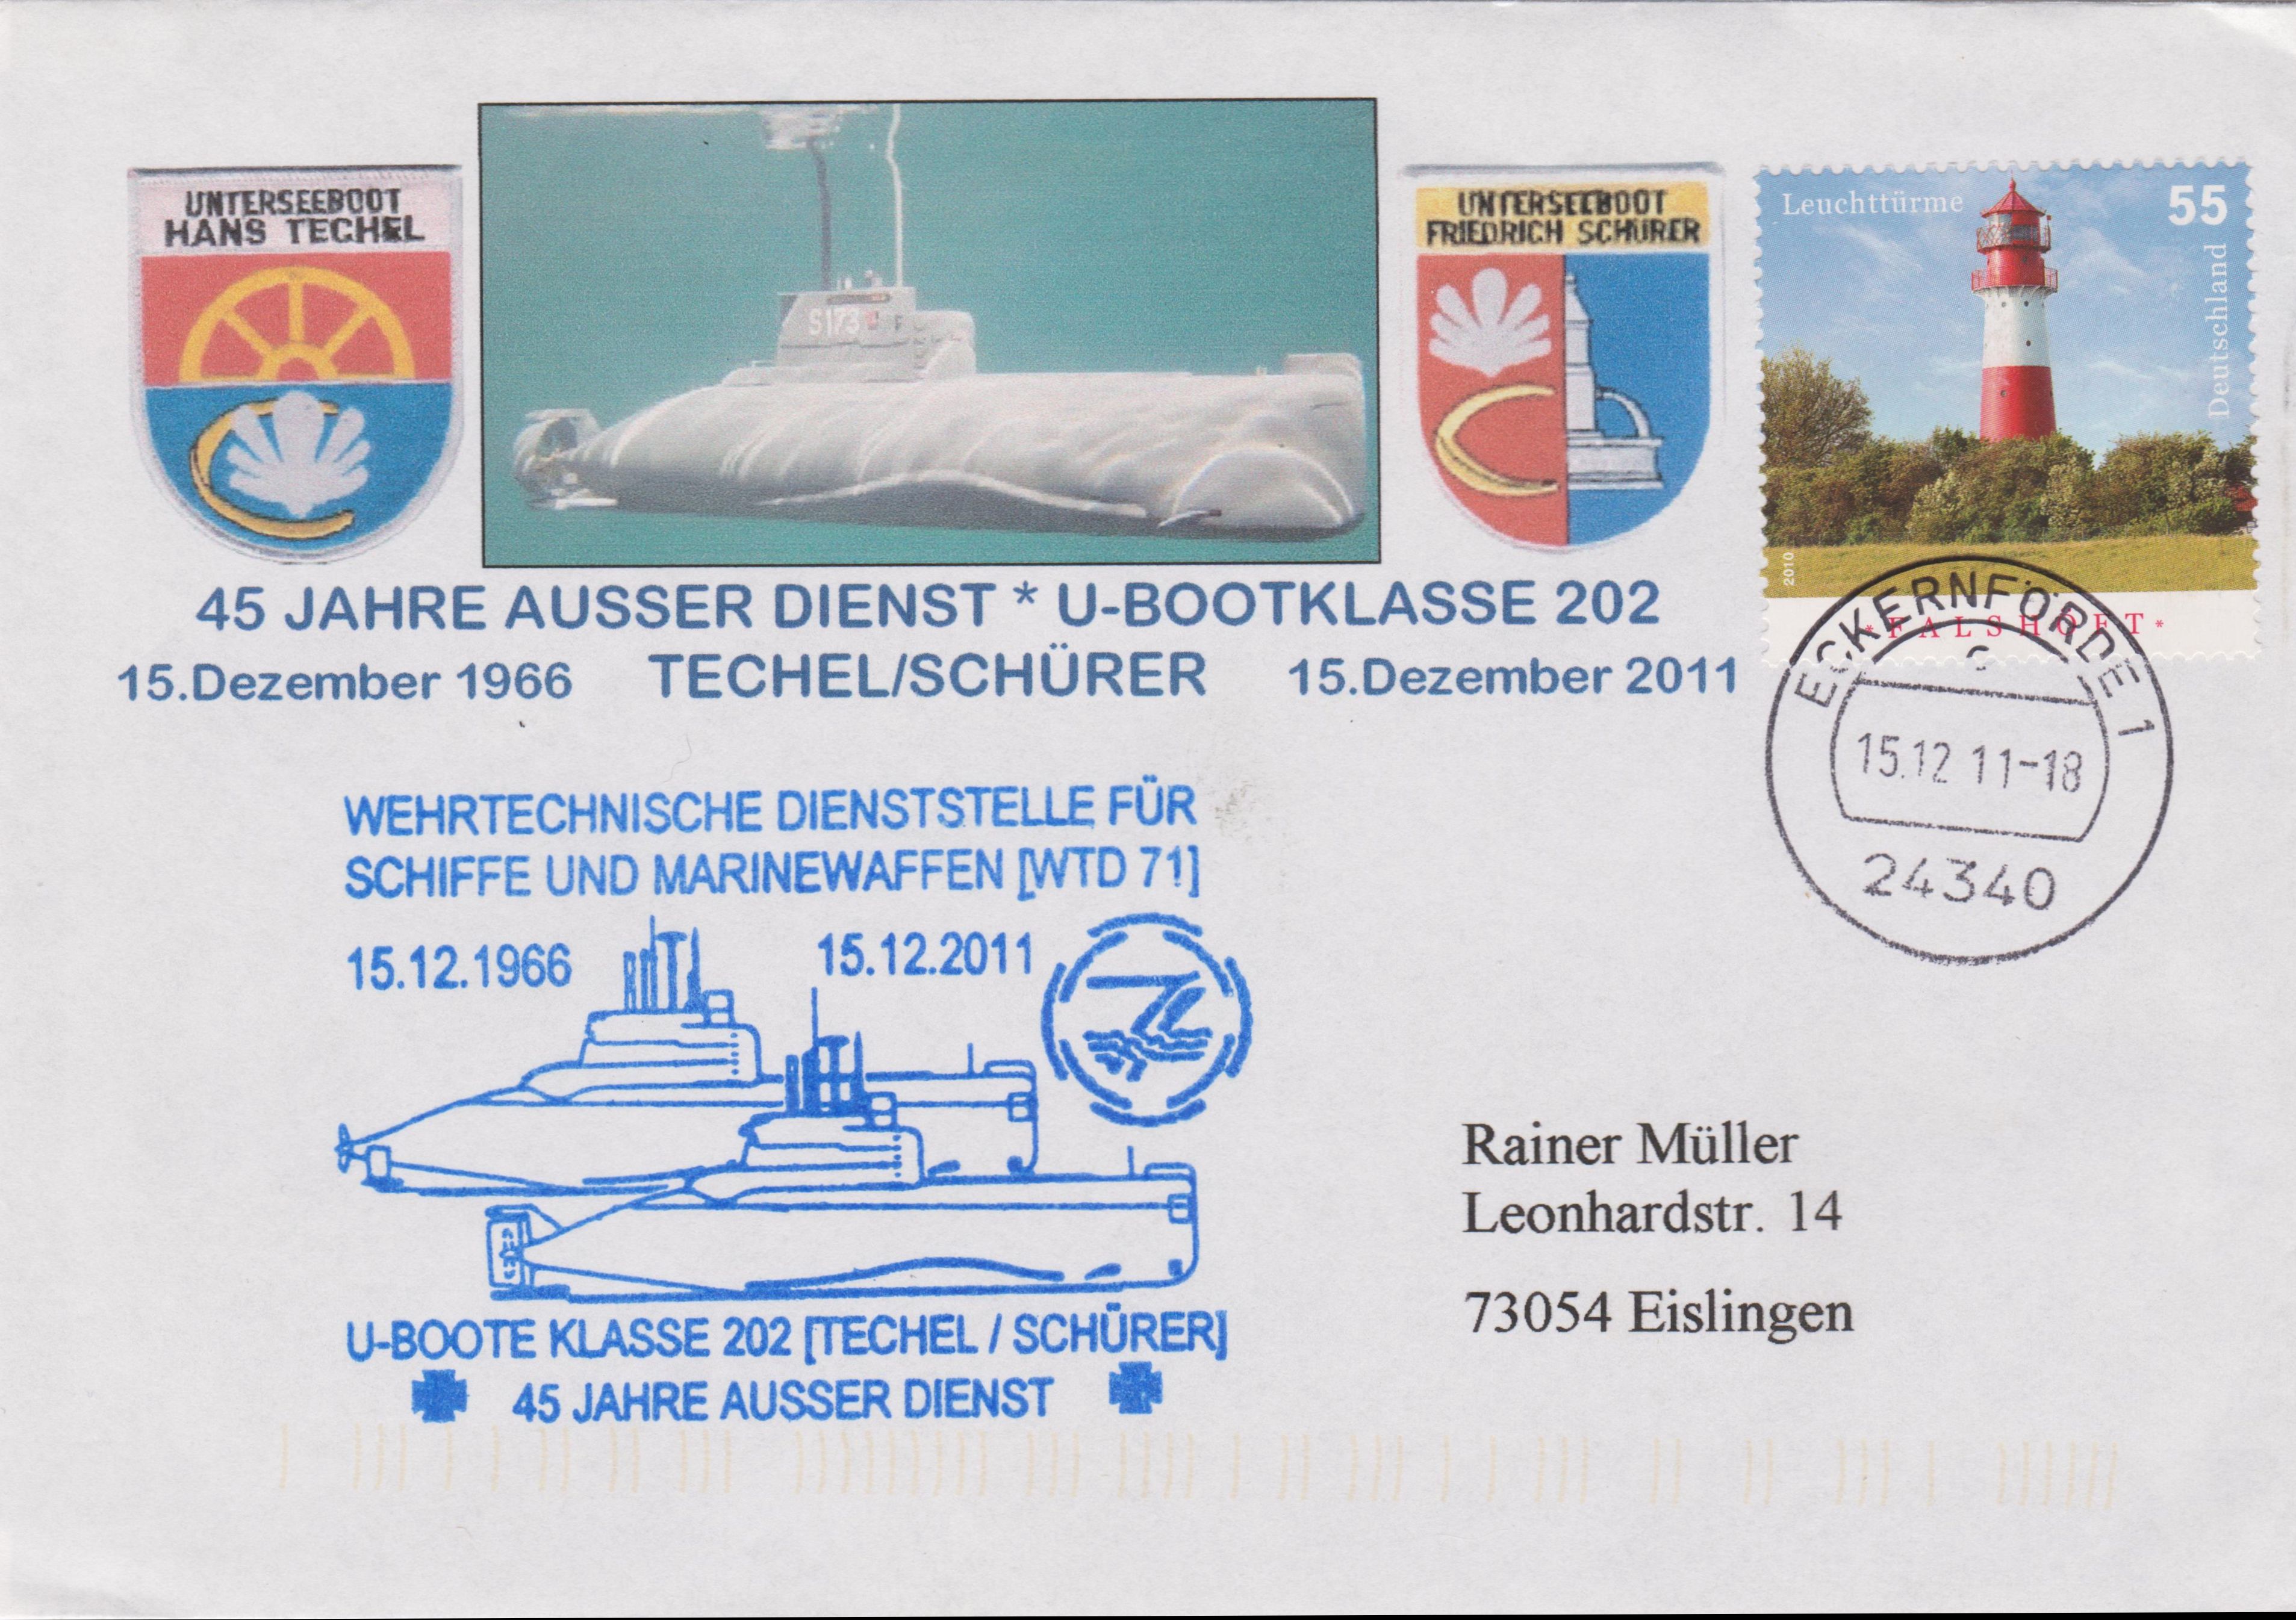 UNTERSEEBOOT
HANS TECHEL
S173
UNTERSEEBOOT
FRIEDRICH SCHÜRER
Leuchttürme
55
Deutschland
2010
*FALSHÖFT*
45 JAHRE AUSSER DIENST * U-BOOTKLASSE 202
15.Dezember 1966 TECHEL/SCHÜRER 15.Dezember 2011
ECKERNFÖRDE 1
c
15.12 11-18
24340
WEHRTECHNISCHE DIENSTSTELLE FÜR
SCHIFFE UND MARINEWAFFEN [WTD 71]
15.12.1966 15.12.2011
U-BOOTE KLASSE 202 [TECHEL / SCHÜRER]
45 JAHRE AUSSER DIENST
Rainer Müller
Leonhardstr. 14
73054 Eislingen